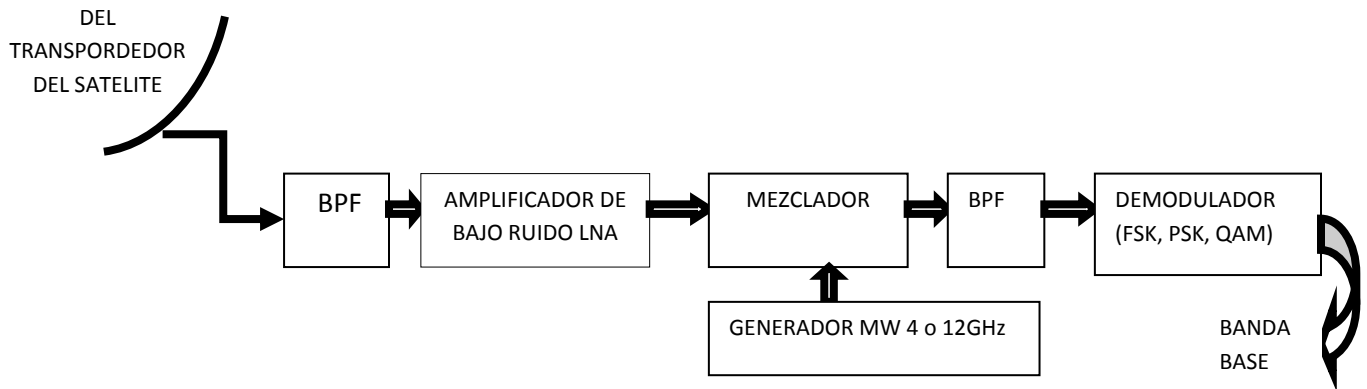 DEL
TRANSPORDEDOR
DEL SATELITE
BPF
AMPLIFICADOR DE
BAJO RUIDO LNA
MEZCLADOR
BPF
DEMODULADOR
(FSK, PSK, QAM)
GENERADOR MW 4 o 12GHz
BANDA
BASE